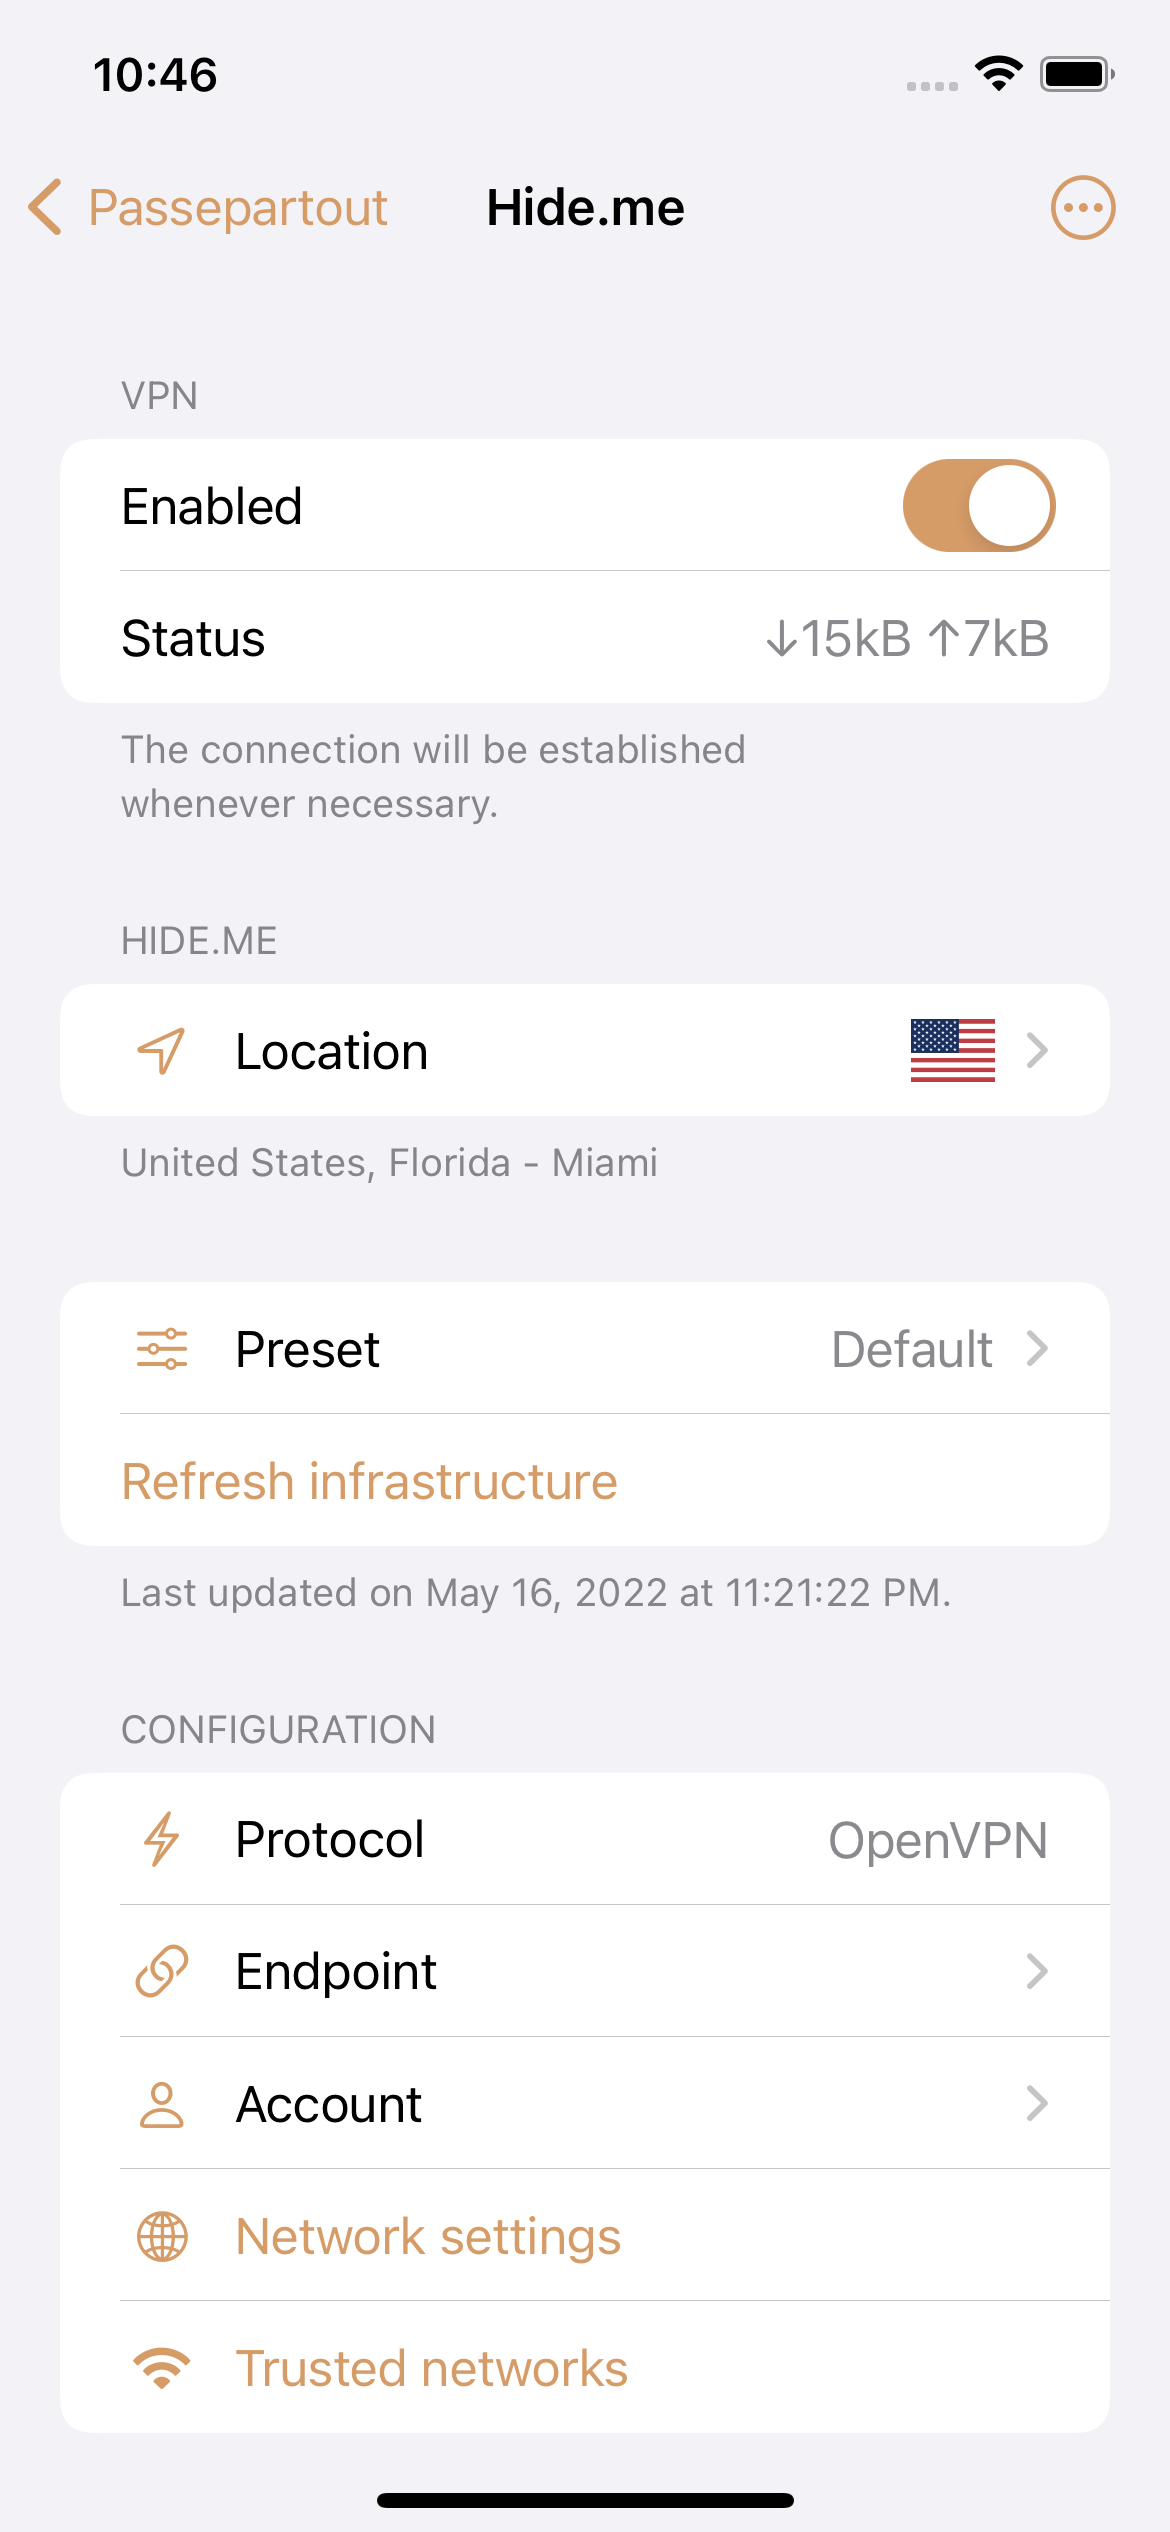 10:46
Passepartout
Hide.me
VPN
Enabled
Status ↓15kB ↑7kB
The connection will be established
whenever necessary.
HIDE.ME
Location
United States, Florida - Miami
Preset Default
Refresh infrastructure
Last updated on May 16, 2022 at 11:21:22 PM.
CONFIGURATION
Protocol OpenVPN
Endpoint
Account
Network settings
Trusted networks